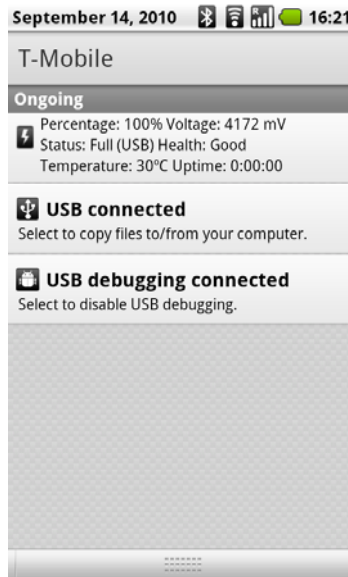 September 14, 2010 R 16:21
T-Mobile
Ongoing
Percentage: 100% Voltage: 4172 mV
Status: Full (USB) Health: Good
Temperature: 30ºC Uptime: 0:00:00
USB connected
Select to copy files to/from your computer.
USB debugging connected
Select to disable USB debugging.